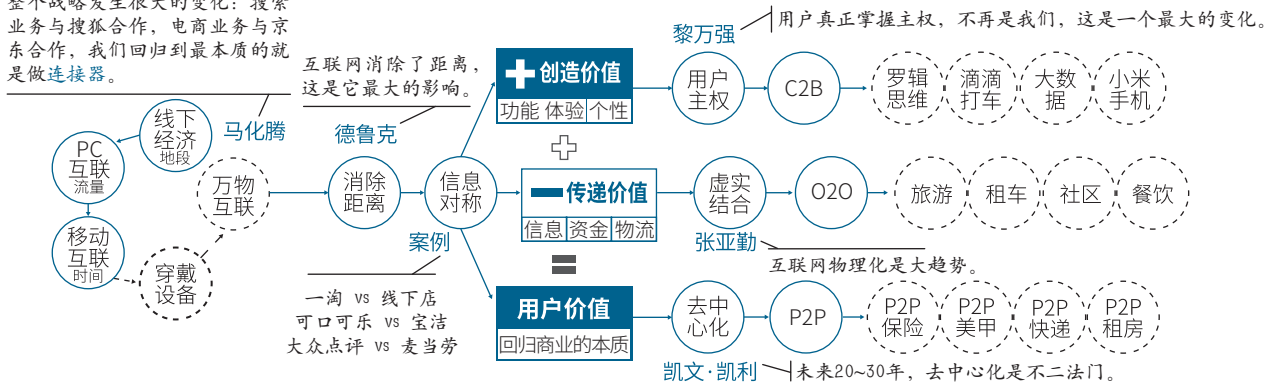 整个战略发生很大的变化：搜索
业务与搜狐合作，电商业务与京
东合作，我们回归到最本质的就
是做连接器。
马化腾
线下
经济
地段
PC
互联
流量
移动
互联
时间
穿戴
设备
万物
互联
互联网消除了距离，
这是它最大的影响。
德鲁克
消除
距离
信息
对称
案例
一淘 vs 线下店
可口可乐 vs 宝洁
大众点评 vs 麦当劳
创造价值
功能 体验 个性
用户
主权
黎万强
用户真正掌握主权，不再是我们，这是一个最大的变化。
C2B
罗辑
思维
滴滴
打车
大数
据
小米
手机
传递价值
信息 资金 物流
虚实
结合
张亚勤
互联网物理化是大趋势。
O2O
旅游
租车
社区
餐饮
用户价值
回归商业的本质
去中
心化
凯文·凯利
未来20~30年，去中心化是不二法门。
P2P
P2P
保险
P2P
美甲
P2P
快递
P2P
租房